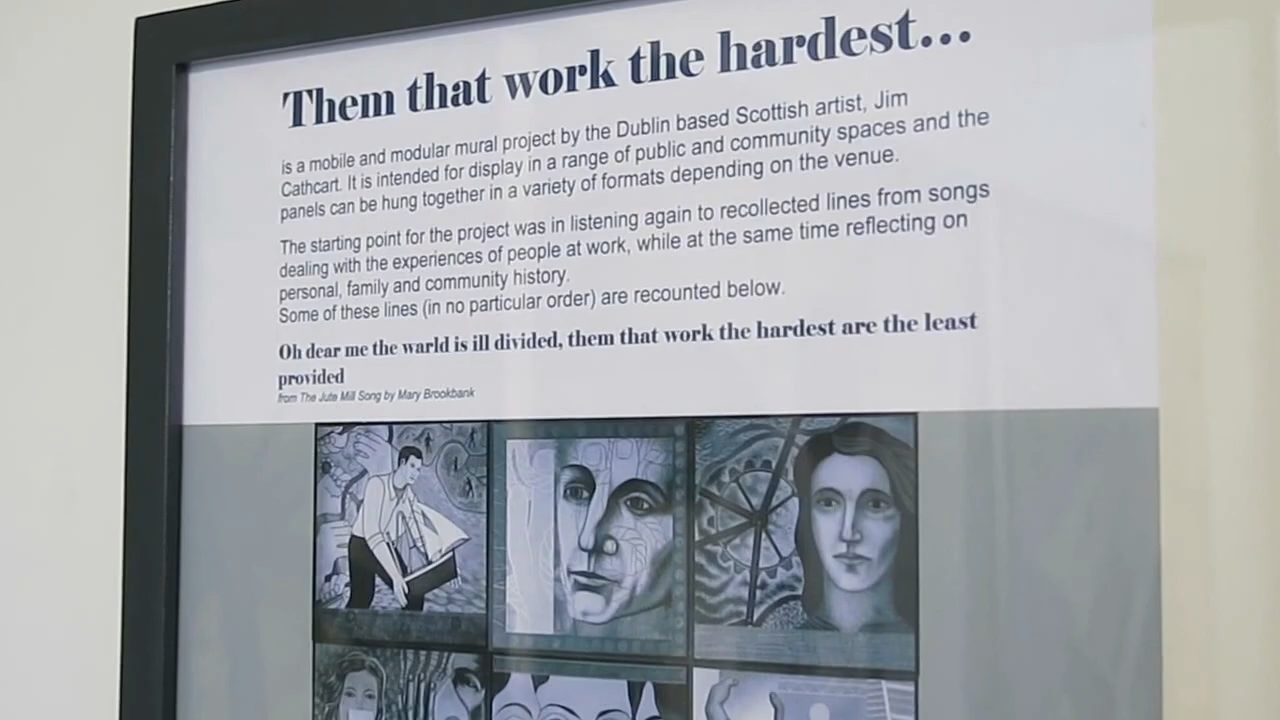 Them that work the hardest...
is a mobile and modular mural project by the Dublin based Scottish artist, Jim
Cathcart. It is intended for display in a range of public and community spaces and the
panels can be hung together in a variety of formats depending on the venue.
The starting point for the project was in listening again to recollected lines from songs
dealing with the experiences of people at work, while at the same time reflecting on
personal, family and community history.
Some of these lines (in no particular order) are recounted below.
Oh dear me the warld is ill divided, them that work the hardest are the least
provided
from The Jute Mill Song by Mary Brookbank